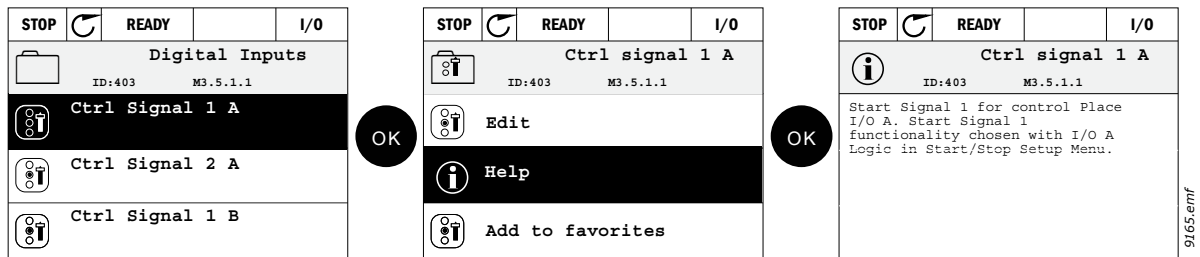 STOP READY I/O
Digital Inputs
ID:403 M3.5.1.1
Ctrl Signal 1 A
Ctrl Signal 2 A
Ctrl Signal 1 B
OK
STOP READY I/O
Ctrl signal 1 A
ID:403 M3.5.1.1
Edit
Help
Add to favorites
OK
STOP READY I/O
Ctrl signal 1 A
ID:403 M3.5.1.1
Start Signal 1 for control Place
I/O A. Start Signal 1
functionality chosen with I/O A
Logic in Start/Stop Setup Menu.
9165.emf